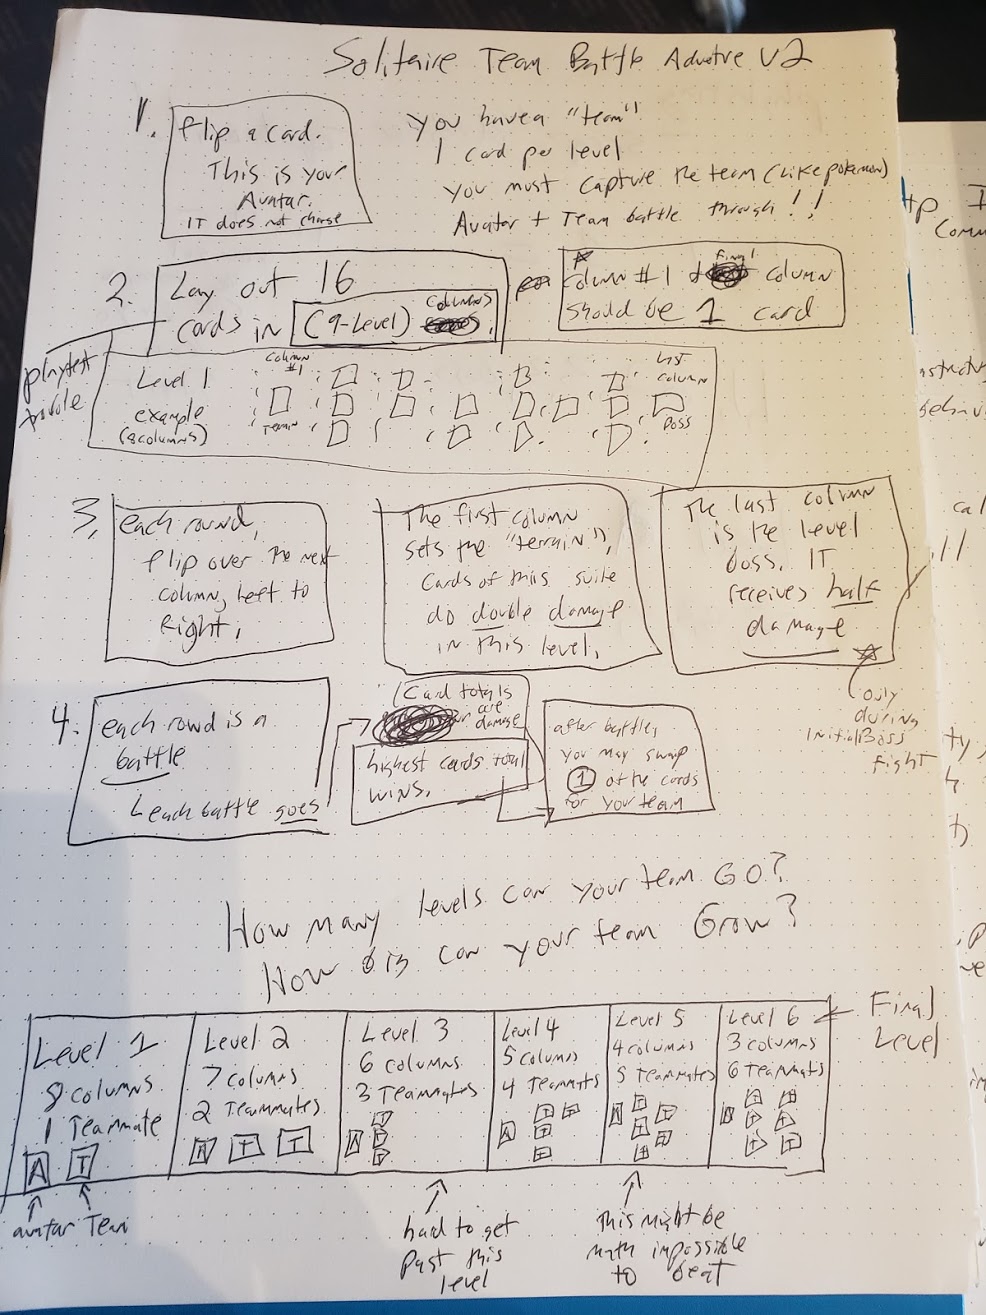 Solitaire Team Battle Advetre V2
1.
flip a card.
This is your
Avatar.
IT does not change
You have a "team"
1 card per level
You must capture the team (like pokemon)
Avatar + Team battle through!!
2.
Lay out 16
cards in (9-Level) columns.
☆
Column #1 & final column
should be 1 card
playtest
Level 1
example
(8 columns)
Column
#1
Terrain
Last
column
Boss
3.
each round,
flip over the next
column, Left to
Right.
The first column
sets the "terrain",
Cards of this suite
do double damage
in this level.
The last column
is the level
boss. IT
receives half
damage
☆
only
during
initial Boss
fight
4.
each round is a
battle
Each battle goes
Card totals
are
damage
highest cards total
wins.
after battles,
you may swap
1 of the cards
for your team
How many levels can your team GO?
How big can your team Grow?
Level 1
8 columns
1 Teammate
A T
avatar Team
Level 2
7 columns
2 Teammates
A T T
Level 3
6 columns
3 Teammates
A T T T
hard to get
past this
level
Level 4
5 columns
4 Teammates
A T T T T
Level 5
4 columns
5 Teammates
A T T T T T
This might be
math impossible
to beat
Level 6
3 columns
6 Teammates
A T T T T T T
Final
Level